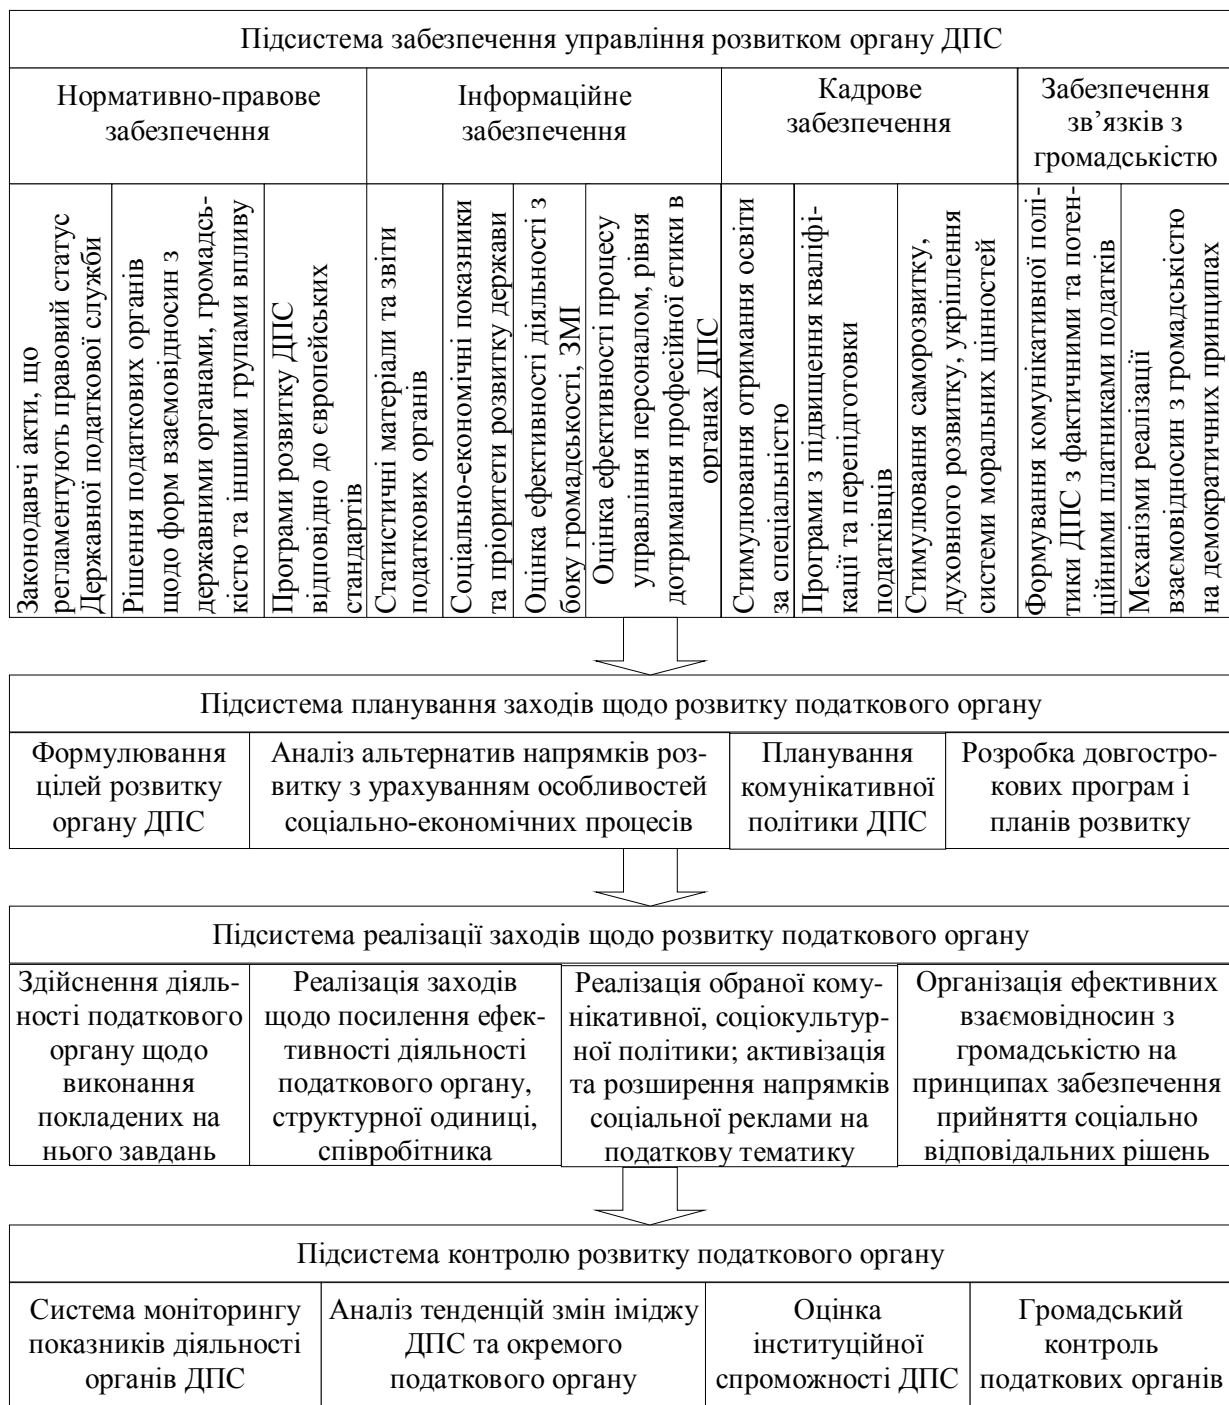 Підсистема забезпечення управління розвитком органу ДПС
Нормативно-правове
забезпечення
Інформаційне
забезпечення
Кадрове
забезпечення
Забезпечення
зв’язків з
громадськістю
Законодавчі акти, що
регламентують правовий статус
Державної податкової служби
Рішення податкових органів
щодо форм взаємовідносин з
державними органами, громадсь-
кістю та іншими групами впливу
Програми розвитку ДПС
відповідно до європейських
стандартів
Статистичні матеріали та звіти
податкових органів
Соціально-економічні показники
та пріоритети розвитку держави
Оцінка ефективності діяльності з
боку громадськості, ЗМІ
Оцінка ефективності процесу
управління персоналом, рівня
дотримання професійної етики в
органах ДПС
Стимулювання отримання освіти
за спеціальністю
Програми з підвищення кваліфі-
кації та перепідготовки
податківців
Стимулювання саморозвитку,
духовного розвитку, укріплення
системи моральних цінностей
Формування комунікативної полі-
тики ДПС з фактичними та потен-
ційними платниками податків
Механізми реалізації
взаємовідносин з громадськістю
на демократичних принципах
Підсистема планування заходів щодо розвитку податкового органу
Формулювання
цілей розвитку
органу ДПС
Аналіз альтернатив напрямків роз-
витку з урахуванням особливостей
соціально-економічних процесів
Планування
комунікативної
політики ДПС
Розробка довгостро-
кових програм і
планів розвитку
Підсистема реалізації заходів щодо розвитку податкового органу
Здійснення діяль-
ності податкового
органу щодо
виконання
покладених на
нього завдань
Реалізація заходів
щодо посилення ефек-
тивності діяльності
податкового органу,
структурної одиниці,
співробітника
Реалізація обраної кому-
нікативної, соціокультур-
ної політики; активізація
та розширення напрямків
соціальної реклами на
податкову тематику
Організація ефективних
взаємовідносин з
громадськістю на
принципах забезпечення
прийняття соціально
відповідальних рішень
Підсистема контролю розвитку податкового органу
Система моніторингу
показників діяльності
органів ДПС
Аналіз тенденцій змін іміджу
ДПС та окремого
податкового органу
Оцінка
інституційної
спроможності ДПС
Громадський
контроль
податкових органів